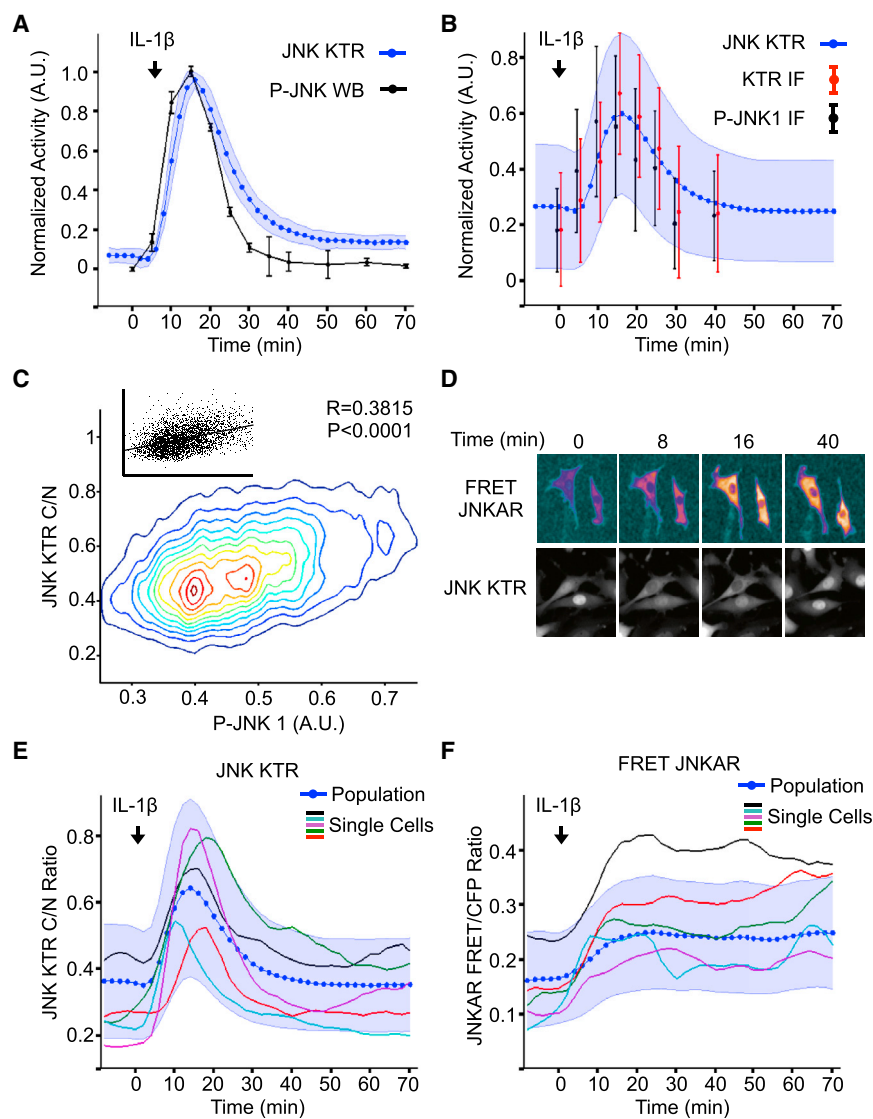 A
IL-1β
JNK KTR
P-JNK WB
Normalized Activity (A.U.)
1.0
0.8
0.6
0.4
0.2
0
0 10 20 30 40 50 60 70
Time (min)
B
IL-1β
JNK KTR
KTR IF
P-JNK1 IF
Normalized Activity (A.U.)
0.8
0.6
0.4
0.2
0
0 10 20 30 40 50 60 70
Time (min)
C
R=0.3815
P<0.0001
JNK KTR C/N
1
0.8
0.6
0.4
0.2
0.3 0.4 0.5 0.6 0.7
P-JNK 1 (A.U.)
D
Time (min) 0 8 16 40
FRET
JNKAR
JNK KTR
E
JNK KTR
IL-1β
Population
Single Cells
JNK KTR C/N Ratio
0.8
0.6
0.4
0.2
0 10 20 30 40 50 60 70
Time (min)
F
FRET JNKAR
IL-1β
Population
Single Cells
JNKAR FRET/CFP Ratio
0.4
0.3
0.2
0.1
0 10 20 30 40 50 60 70
Time (min)